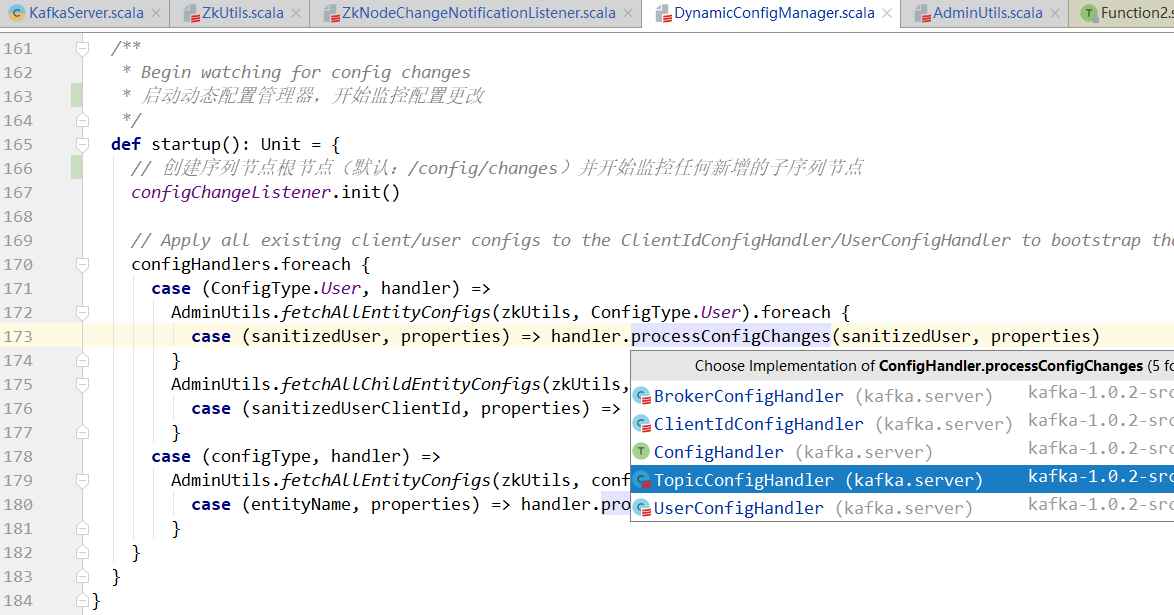 KafkaServer.scala ZkUtils.scala ZkNodeChangeNotificationListener.scala DynamicConfigManager.scala AdminUtils.scala Function2.s
161 /**
162 * Begin watching for config changes
163 * 启动动态配置管理器，开始监控配置更改
164 */
165 def startup(): Unit = {
166 // 创建序列节点根节点（默认：/config/changes）并开始监控任何新增的子序列节点
167 configChangeListener.init()
168
169 // Apply all existing client/user configs to the ClientIdConfigHandler/UserConfigHandler to bootstrap the
170 configHandlers.foreach {
171 case (ConfigType.User, handler) =>
172 AdminUtils.fetchAllEntityConfigs(zkUtils, ConfigType.User).foreach {
173 case (sanitizedUser, properties) => handler.processConfigChanges(sanitizedUser, properties)
174 }
Choose Implementation of ConfigHandler.processConfigChanges (5 fo
175 AdminUtils.fetchAllChildEntityConfigs(zkUtils,
BrokerConfigHandler (kafka.server) kafka-1.0.2-src
176 case (sanitizedUserClientId, properties) =>
ClientIdConfigHandler (kafka.server) kafka-1.0.2-src
177 }
178 case (configType, handler) =>
ConfigHandler (kafka.server) kafka-1.0.2-src
179 AdminUtils.fetchAllEntityConfigs(zkUtils, conf
TopicConfigHandler (kafka.server) kafka-1.0.2-src
180 case (entityName, properties) => handler.pro
UserConfigHandler (kafka.server) kafka-1.0.2-src
181 }
182 }
183 }
184 }